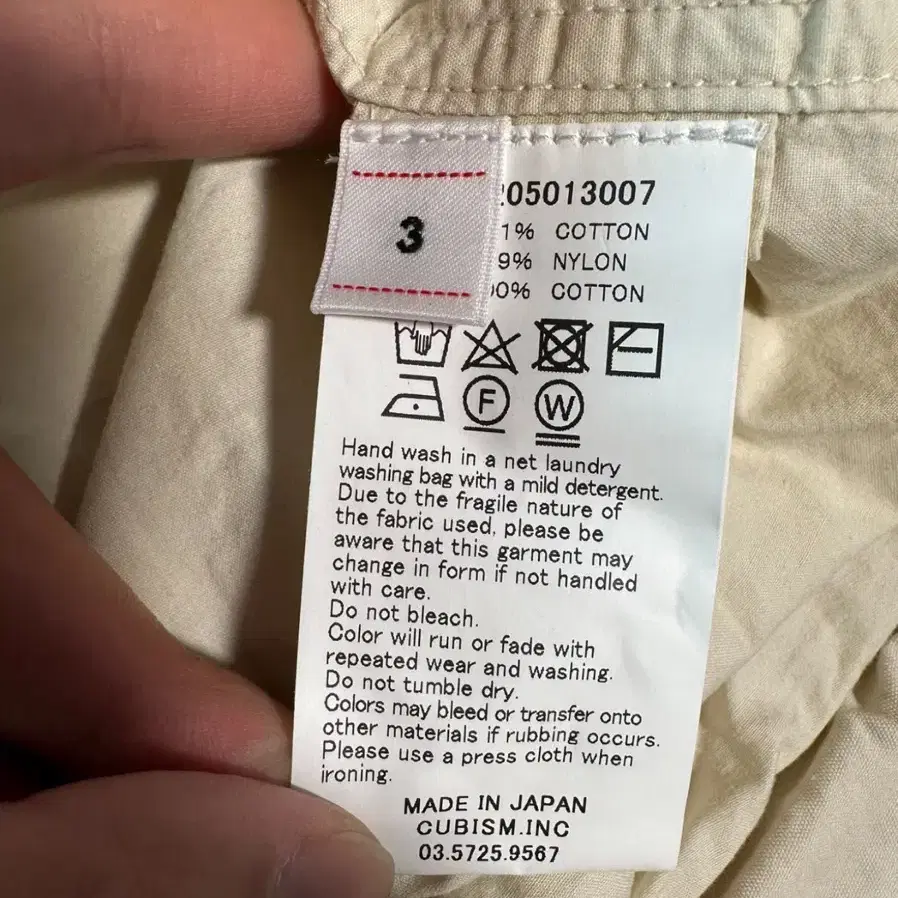 3
05013007
1% COTTON
9% NYLON
00% COTTON
F W
Hand wash in a net laundry
washing bag with a mild detergent.
Due to the fragile nature of
the fabric used, please be
aware that this garment may
change in form if not handled
with care.
Do not bleach.
Color will run or fade with
repeated wear and washing.
Do not tumble dry.
Colors may bleed or transfer onto
other materials if rubbing occurs.
Please use a press cloth when
ironing.
MADE IN JAPAN
CUBISM.INC
03.5725.9567